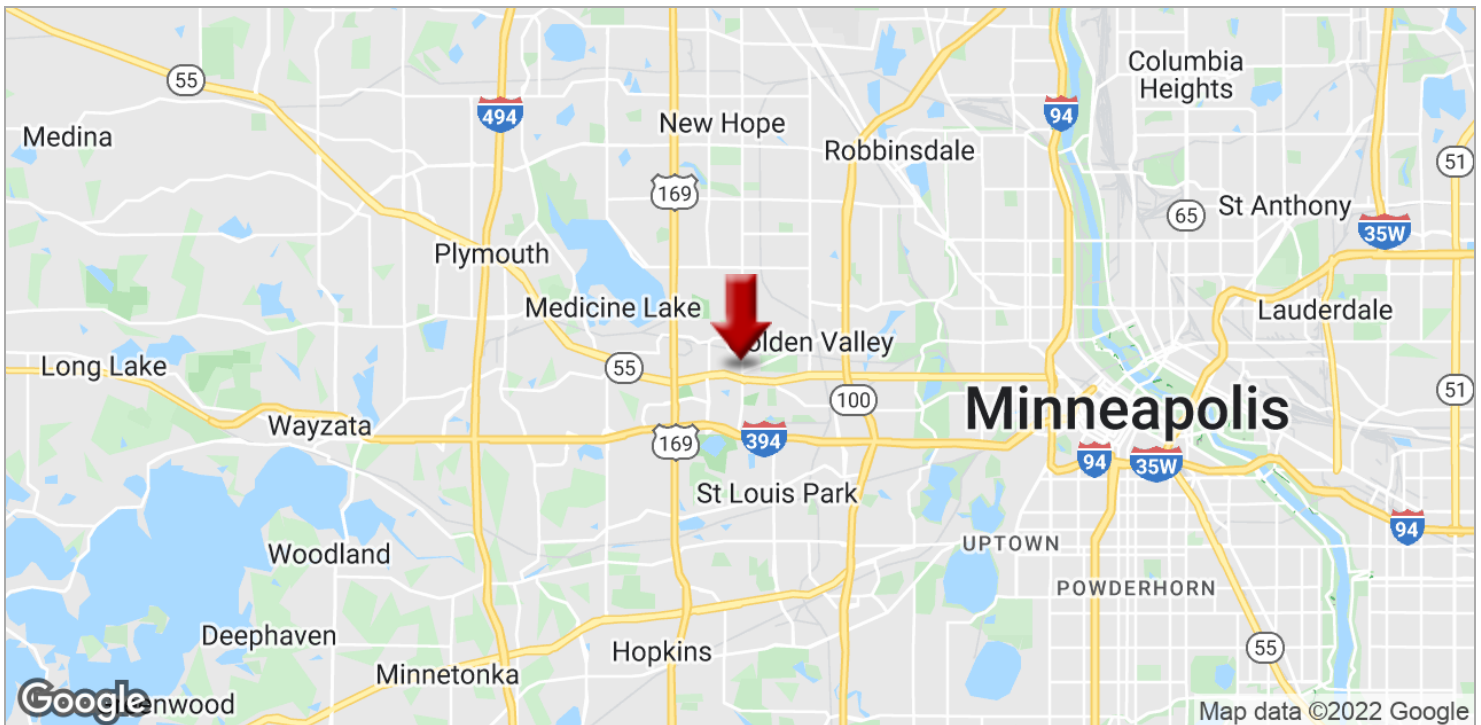 Columbia
Heights
55
494
94
Medina
New Hope
Robbinsdale
51
169
65
St Anthony
35W
Plymouth
Medicine Lake
Lauderdale
olden Valley
Long Lake
55
100
51
Minneapolis
Wayzata
169
394
94
35W
St Louis Park
94
UPTOWN
Woodland
POWDERHORN
Deephaven
Hopkins
55
Minnetonka
Google
eenwood
Map data ©2022 Google